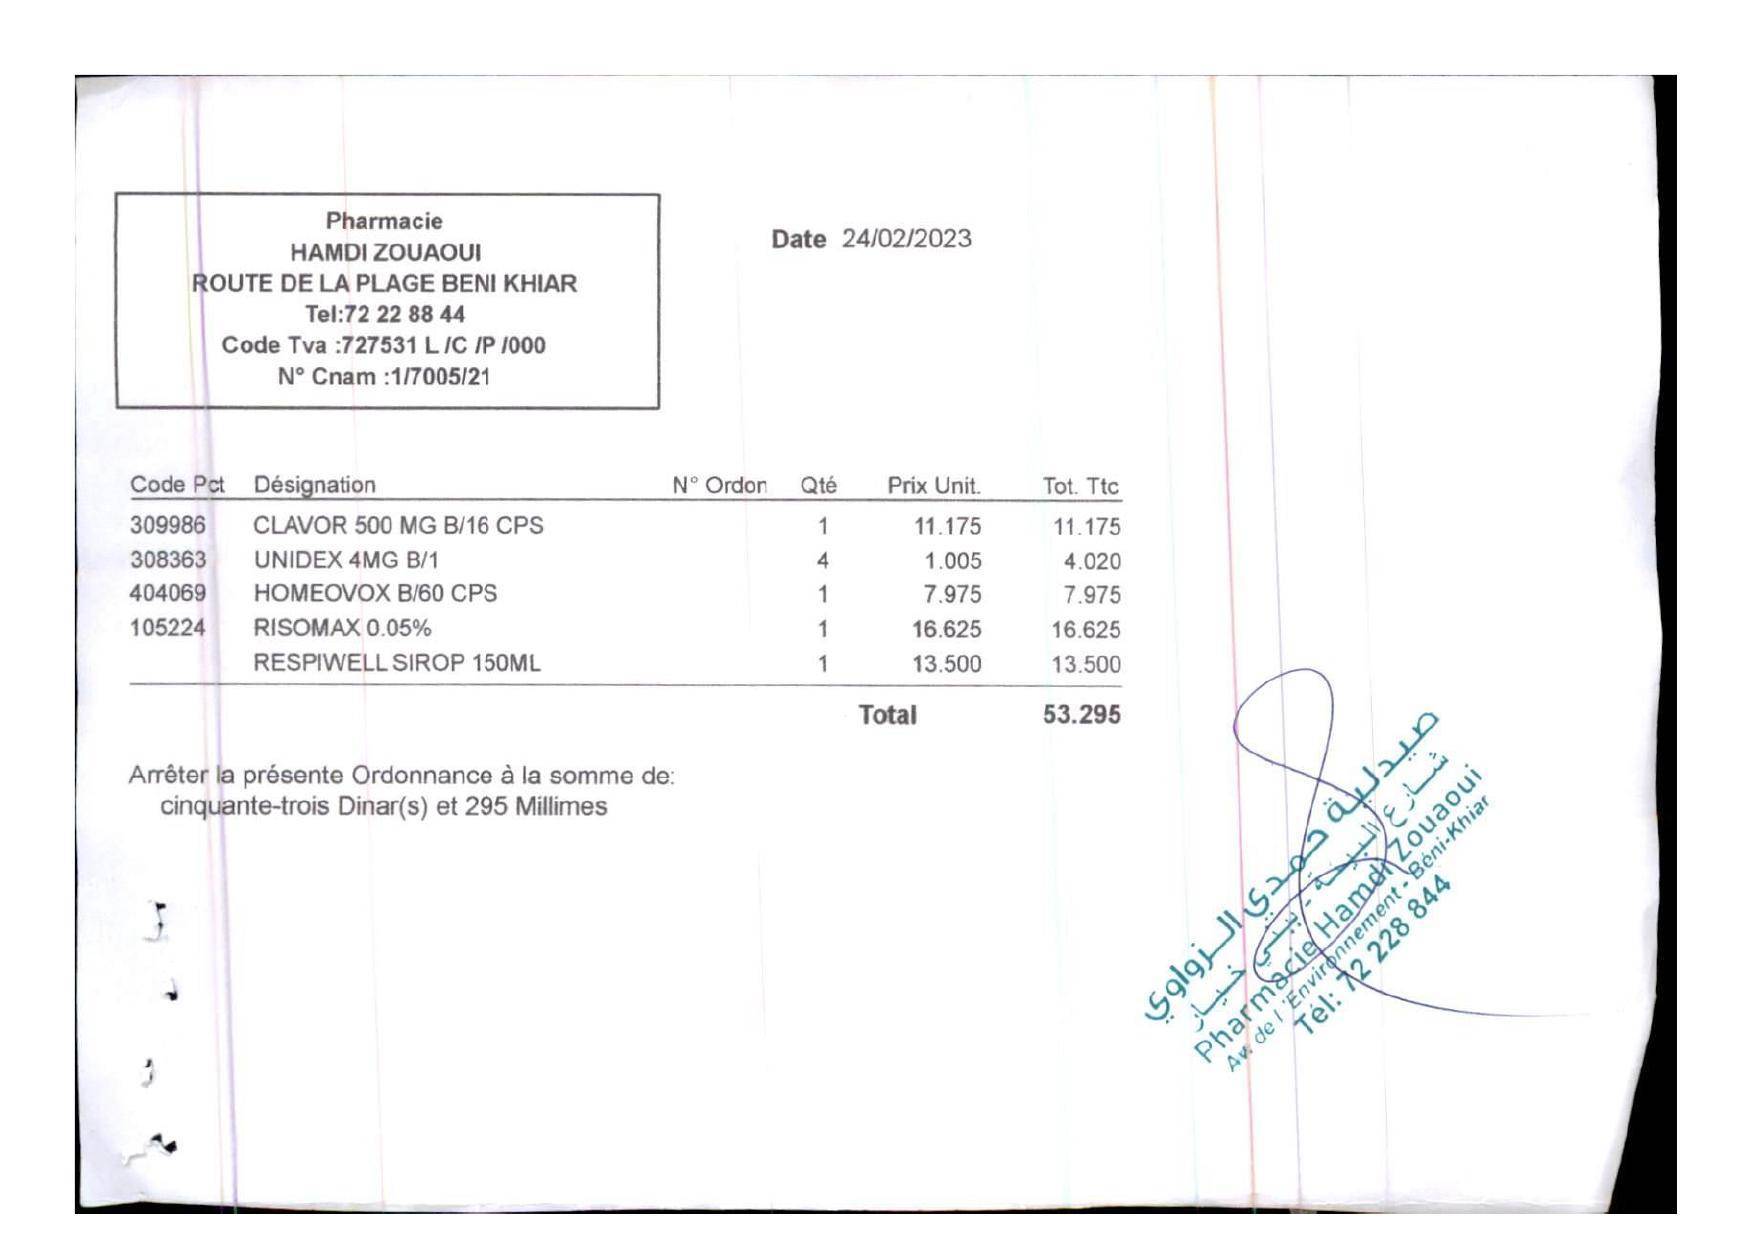 Pharmacie
HAMDI ZOUAOUI
ROUTE DE LA PLAGE BENI KHIAR
Tel:72 22 88 44
Code Tva :727531 L /C /P /000
N° Cnam :1/7005/21
Date 24/02/2023
Code Pct Désignation N° Ordon Qté Prix Unit. Tot. Ttc
309986 CLAVOR 500 MG B/16 CPS 1 11.175 11.175
308363 UNIDEX 4MG B/1 4 1.005 4.020
404069 HOMEOVOX B/60 CPS 1 7.975 7.975
105224 RISOMAX 0.05% 1 16.625 16.625
RESPIWELL SIROP 150ML 1 13.500 13.500
Total 53.295
Arrêter la présente Ordonnance à la somme de:
cinquante-trois Dinar(s) et 295 Millimes
صيدلية حمدي الزواوي
شارع البيئة - بني خيار
Pharmacie Hamdi Zouaoui
Av. de l'Environnement - Béni-Khiar
Tél: 72 228 844